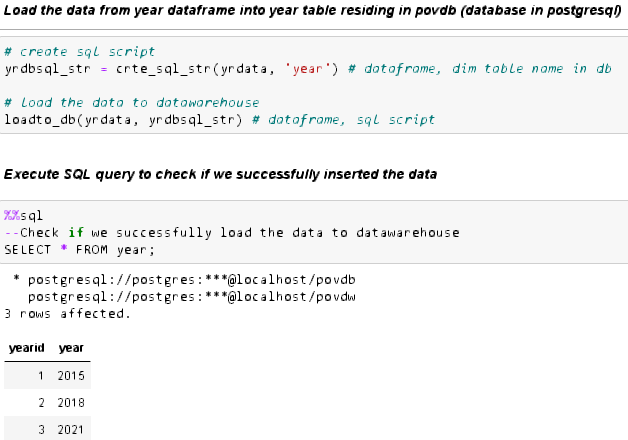 Load the data from year dataframe into year table residing in povdb (database in postgresql)
# create sql script
yrdbsql_str = crte_sql_str(yrdata, 'year') # dataframe, dim table name in db
# Load the data to datawarehouse
loadto_db(yrdata, yrdbsql_str) # dataframe, sql script
Execute SQL query to check if we successfully inserted the data
%%sql
--Check if we successfully load the data to datawarehouse
SELECT * FROM year;
* postgresql://postgres:***@localhost/povdb
postgresql://postgres:***@localhost/povdw
3 rows affected.
yearid year
1 2015
2 2018
3 2021